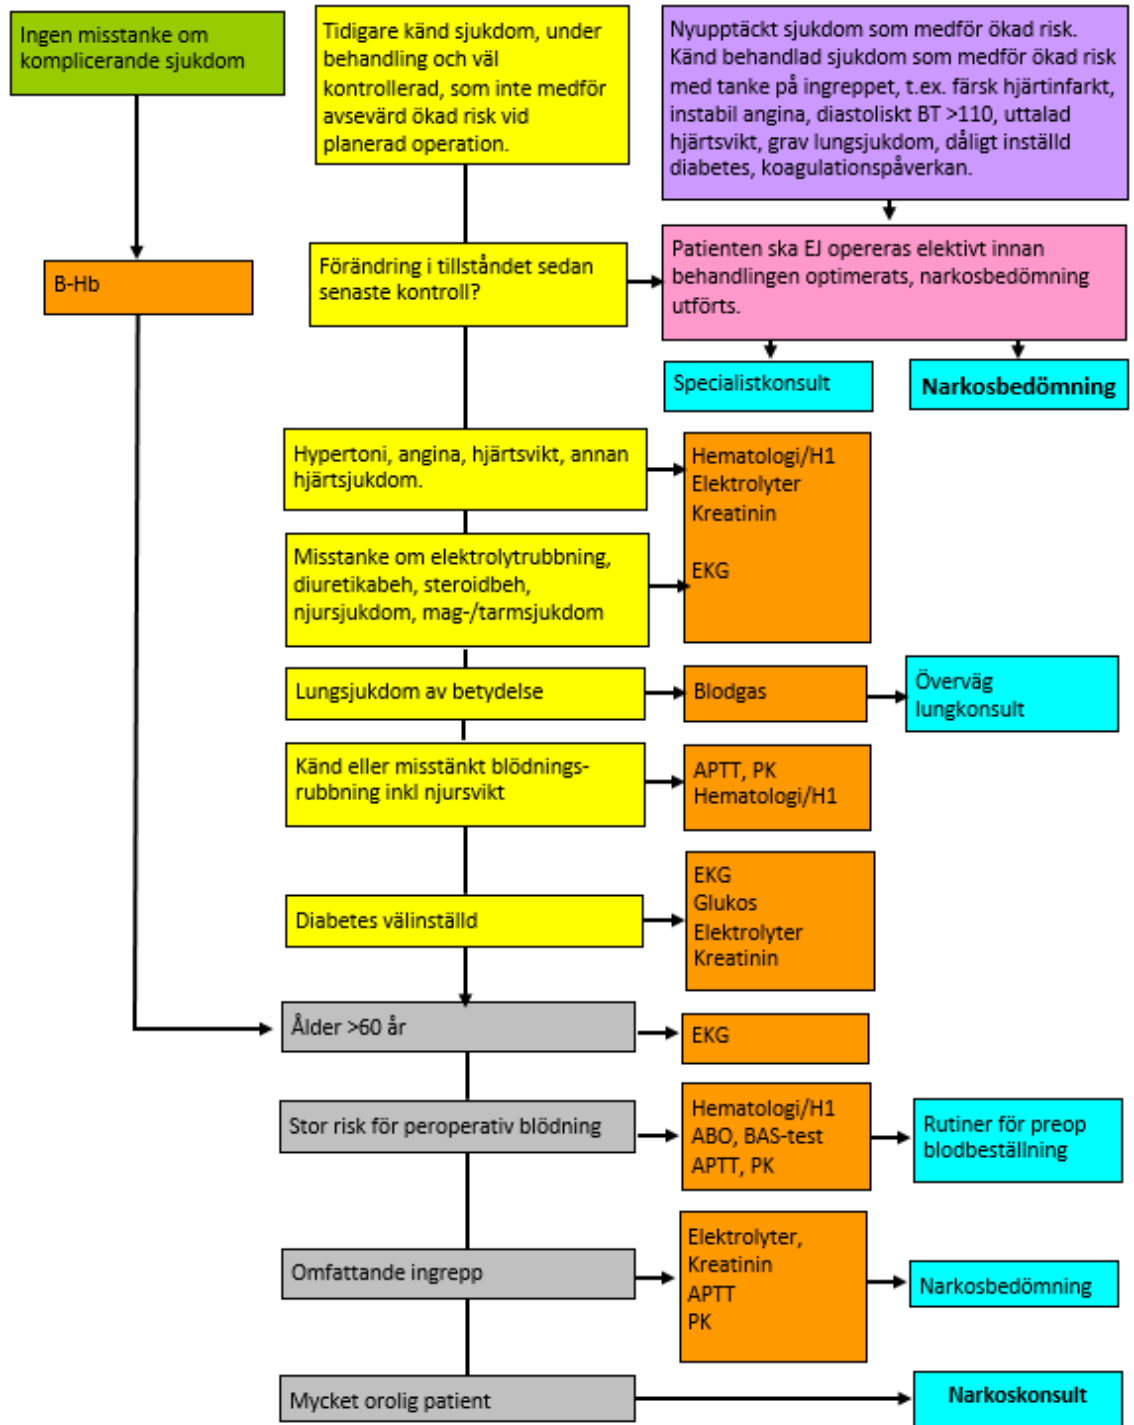 Ingen misstanke om
komplicerande sjukdom
Tidigare känd sjukdom, under
behandling och väl
kontrollerad, som inte medför
avsevärd ökad risk vid
planerad operation.
Nyupptäckt sjukdom som medför ökad risk.
Känd behandlad sjukdom som medför ökad risk
med tanke på ingreppet, t.ex. färsk hjärtinfarkt,
instabil angina, diastoliskt BT >110, uttalad
hjärtsvikt, grav lungsjukdom, dåligt inställd
diabetes, koagulationspåverkan.
B-Hb
Förändring i tillståndet sedan
senaste kontroll?
Patienten ska EJ opereras elektivt innan
behandlingen optimerats, narkosbedömning
utförts.
Specialistkonsult
Narkosbedömning
Hypertoni, angina, hjärtsvikt, annan
hjärtsjukdom.
Hematologi/H1
Elektrolyter
Kreatinin
EKG
Misstanke om elektrolytrubbning,
diuretikabeh, steroidbeh,
njursjukdom, mag-/tarmsjukdom
Lungsjukdom av betydelse
Blodgas
Överväg
lungkonsult
Känd eller misstänkt blödnings-
rubbning inkl njursvikt
APTT, PK
Hematologi/H1
Diabetes välinställd
EKG
Glukos
Elektrolyter
Kreatinin
Ålder >60 år
EKG
Stor risk för peroperativ blödning
Hematologi/H1
ABO, BAS-test
APTT, PK
Rutiner för preop
blodbeställning
Omfattande ingrepp
Elektrolyter,
Kreatinin
APTT
PK
Narkosbedömning
Mycket orolig patient
Narkoskonsult